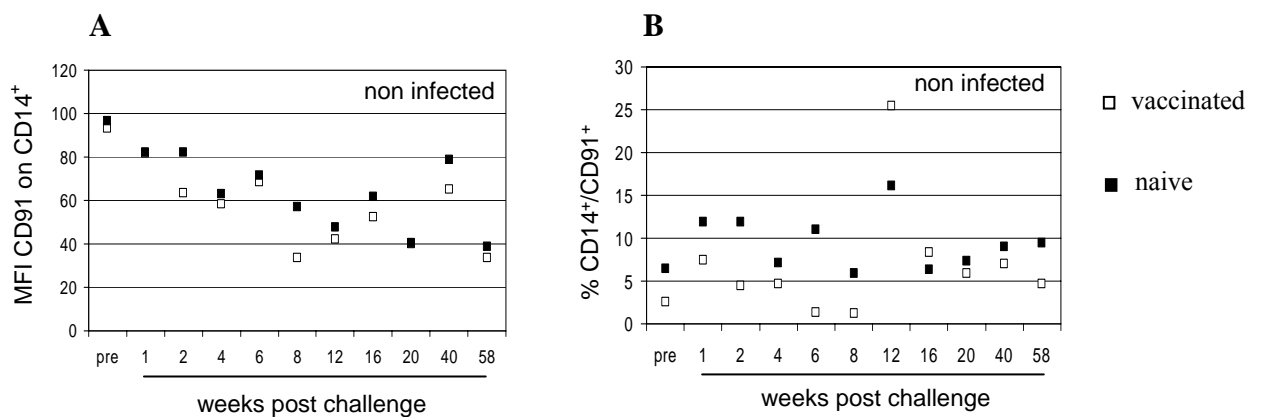 A
MFI CD91 on CD14⁺
120
100
80
60
40
20
0
non infected
pre 1 2 4 6 8 12 16 20 40 58
weeks post challenge
B
% CD14⁺/CD91⁺
30
25
20
15
10
5
0
non infected
pre 1 2 4 6 8 12 16 20 40 58
weeks post challenge
vaccinated
naive